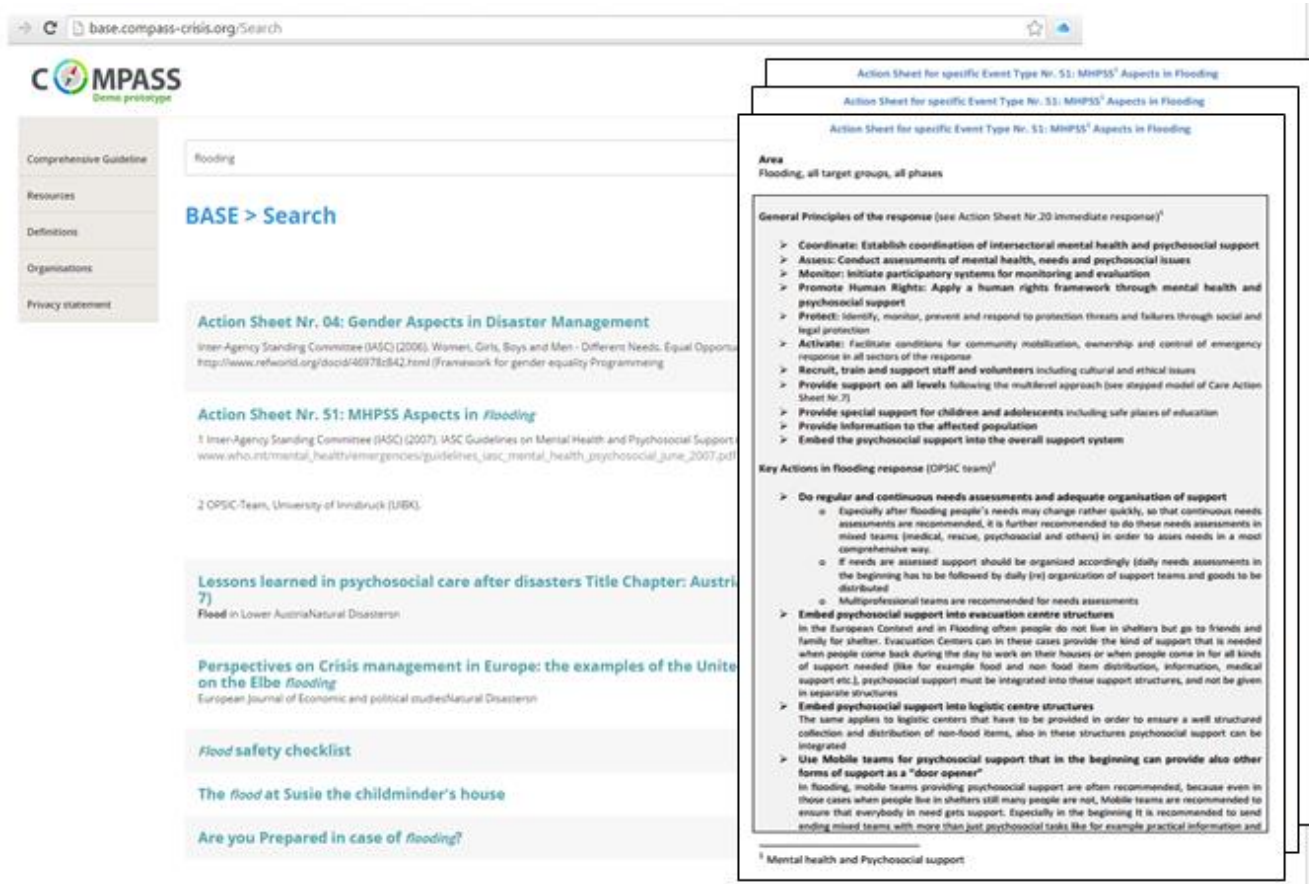 base.compass-crisis.org/Search
COMPASS
Demo prototype
Comprehensive Guideline
Resources
Definitions
Organisations
Privacy statement
flooding
BASE > Search
Action Sheet Nr. 04: Gender Aspects in Disaster Management
Inter-Agency Standing Committee (IASC) (2006). Women, Girls, Boys and Men - Different Needs. Equal
http://www.refworld.org/docid/46978c842.html (Framework for gender equality Programmeing
Action Sheet Nr. 51: MHPSS Aspects in flooding
1 Inter-Agency Standing Committee (IASC) (2007). IASC Guidelines on Mental Health and Psychosocial Support
www.who.int/mental_health/emergencies/guidelines_iasc_mental_health_psychosocial_june_2007.pdf
2 OPSIC-Team, University of Innsbruck (UIBK).
Lessons learned in psychosocial care after disasters Title Chapter:
7)
Flood in Lower AustriaNatural Disasteron
Perspectives on Crisis management in Europe: the examples of the
on the Elbe flooding
European Journal of Economic and political studiesNatural Disasteron
Flood safety checklist
The flood at Susie the childminder's house
Are you Prepared in case of flooding?
Action Sheet for specific Event Type Nr. 51: MHPSS¹ Aspects in Flooding
Action Sheet for specific Event Type Nr. 51: MHPSS¹ Aspects in Flooding
Action Sheet for specific Event Type Nr. 51: MHPSS¹ Aspects in Flooding
Area
Flooding, all target groups, all phases
General Principles of the response (see Action Sheet Nr.20 immediate response)
➢ Coordinate: Establish coordination of intersectoral mental health and psychosocial support
➢ Assess: Conduct assessments of mental health, needs and psychosocial issues
➢ Monitor: Initiate participatory systems for monitoring and evaluation
➢ Promote Human Rights: Apply a human rights framework through mental health and
psychosocial support
➢ Protect: Identify, monitor, prevent and respond to protection threats and failures through social and
legal protection
➢ Activate: Facilitate conditions for community mobilization, ownership and control of emergency
response in all sectors of the response
➢ Recruit, train and support staff and volunteers including cultural and ethical issues
➢ Provide support on all levels following the multilevel approach (see stepped model of Care Action
Sheet Nr.7)
➢ Provide special support for children and adolescents including safe places of education
➢ Provide Information to the affected population
➢ Embed the psychosocial support into the overall support system
Key Actions in flooding response (OPSIC team)
➢ Do regular and continuous needs assessments and adequate organisation of support
o Especially after flooding people's needs may change rather quickly, so that continuous needs
assessments are recommended, it is further recommended to do these needs assessments in
mixed teams (medical, rescue, psychosocial and others) in order to asses needs in a most
comprehensive way.
o If needs are assessed support should be organized accordingly (daily needs assessments in
the beginning has to be followed by daily (re) organization of support teams and goods to be
distributed
o Multiprofessional teams are recommended for needs assessments
➢ Embed psychosocial support into evacuation centre structures
In the European Context and in Flooding often people do not live in shelters but go to friends and
family for shelter. Evacuation Centers can in these cases provide the kind of support that is needed
when people come back during the day to work on their houses or when people come in for all kinds
of support needed (like for example food and non food item distribution, information, medical
support etc.), psychosocial support must be integrated into these support structures, and not be given
in separate structures
➢ Embed psychosocial support into logistic centre structures
The same applies to logistic centers that have to be provided in order to ensure a well structured
collection and distribution of non-food items, also in these structures psychosocial support can be
integrated
➢ Use Mobile teams for psychosocial support that in the beginning can provide also other
forms of support as a "door opener"
In flooding, mobile teams providing psychosocial support are often recommended, because even in
those cases when people live in shelters still many people are not, Mobile teams are recommended to
ensure that everybody in need gets support. Especially in the beginning it is recommended to send
ending mixed teams with more than just psychosocial tasks like for example practical information and
¹ Mental health and Psychosocial support